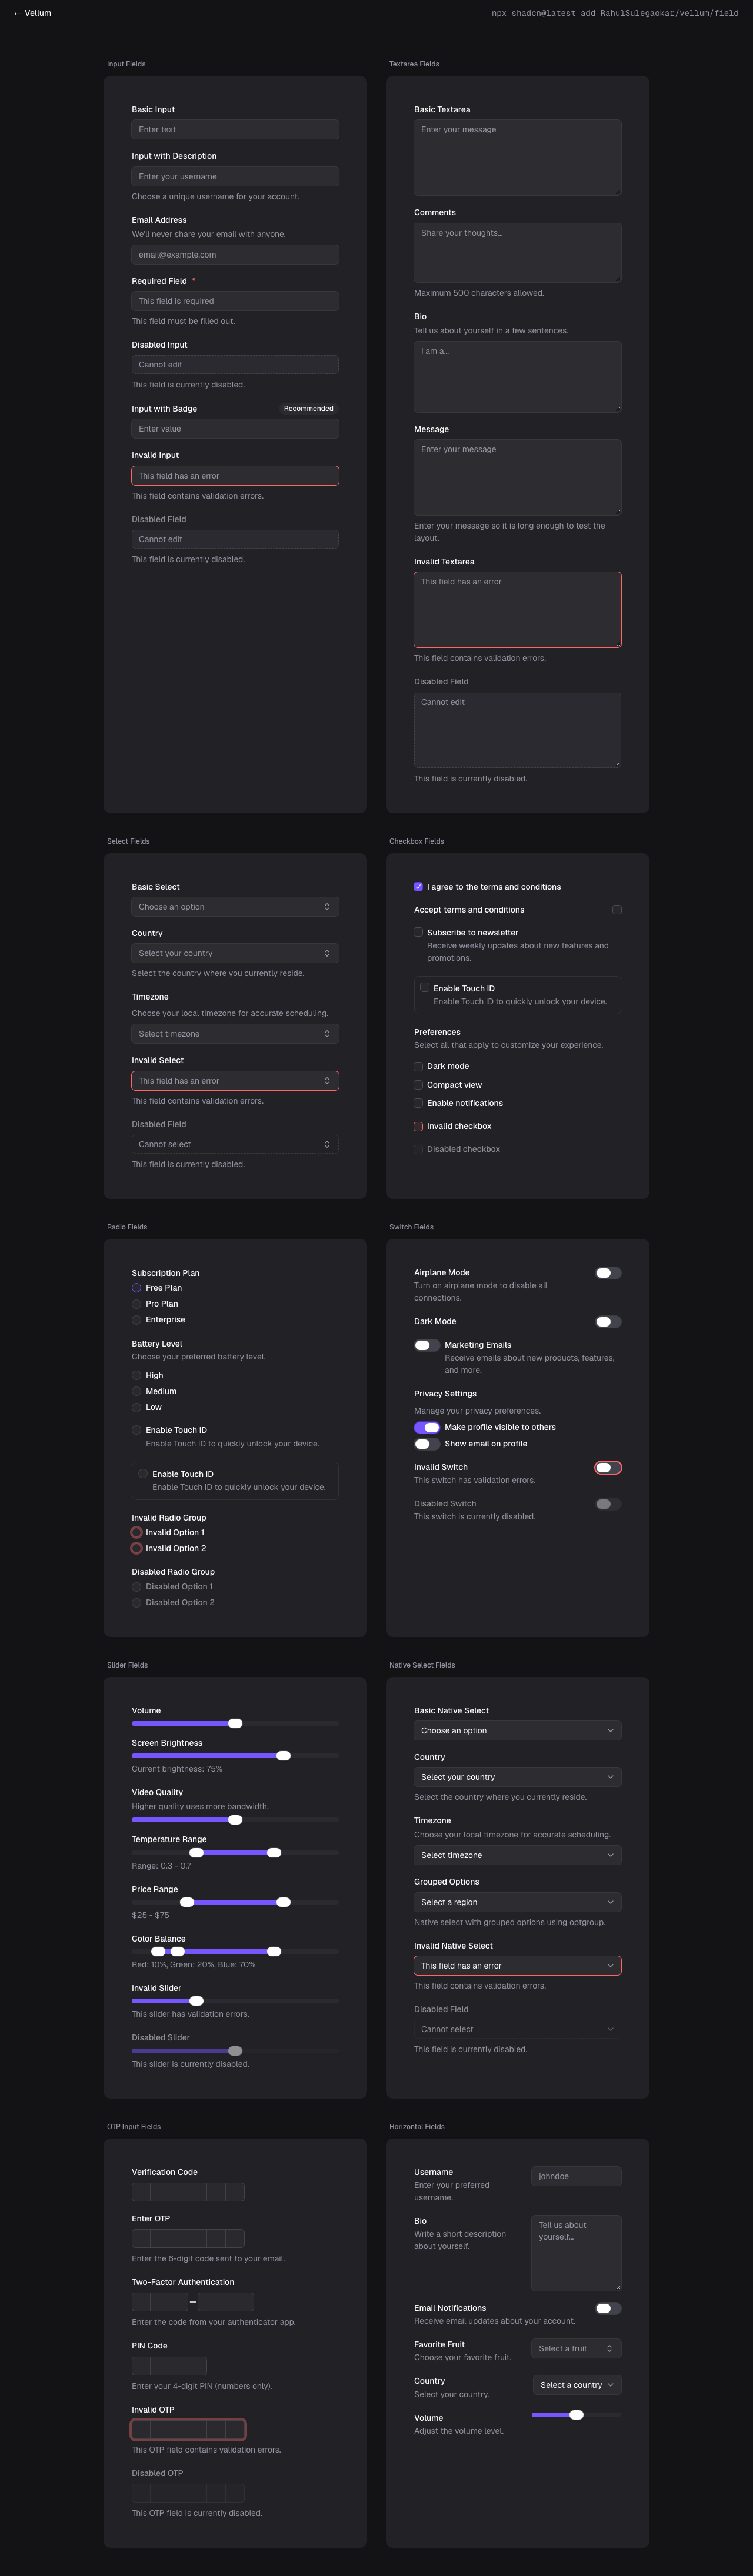 ← Vellum
npx shadcn@latest add RahulSulegaokar/vellum/field
Input Fields
Basic Input
Enter text
Input with Description
Enter your username
Choose a unique username for your account.
Email Address
We'll never share your email with anyone.
email@example.com
Required Field *
This field is required
This field must be filled out.
Disabled Input
Cannot edit
This field is currently disabled.
Input with Badge
Recommended
Enter value
Invalid Input
This field has an error
This field contains validation errors.
Disabled Field
Cannot edit
This field is currently disabled.
Textarea Fields
Basic Textarea
Enter your message
Comments
Share your thoughts...
Maximum 500 characters allowed.
Bio
Tell us about yourself in a few sentences.
I am a...
Message
Enter your message
Enter your message so it is long enough to test the
layout.
Invalid Textarea
This field has an error
This field contains validation errors.
Disabled Field
Cannot edit
This field is currently disabled.
Select Fields
Basic Select
Choose an option
Country
Select your country
Select the country where you currently reside.
Timezone
Choose your local timezone for accurate scheduling.
Select timezone
Invalid Select
This field has an error
This field contains validation errors.
Disabled Field
Cannot select
This field is currently disabled.
Checkbox Fields
I agree to the terms and conditions
Accept terms and conditions
Subscribe to newsletter
Receive weekly updates about new features and
promotions.
Enable Touch ID
Enable Touch ID to quickly unlock your device.
Preferences
Select all that apply to customize your experience.
Dark mode
Compact view
Enable notifications
Invalid checkbox
Disabled checkbox
Radio Fields
Subscription Plan
Free Plan
Pro Plan
Enterprise
Battery Level
Choose your preferred battery level.
High
Medium
Low
Enable Touch ID
Enable Touch ID to quickly unlock your device.
Enable Touch ID
Enable Touch ID to quickly unlock your device.
Invalid Radio Group
Invalid Option 1
Invalid Option 2
Disabled Radio Group
Disabled Option 1
Disabled Option 2
Switch Fields
Airplane Mode
Turn on airplane mode to disable all
connections.
Dark Mode
Marketing Emails
Receive emails about new products, features,
and more.
Privacy Settings
Manage your privacy preferences.
Make profile visible to others
Show email on profile
Invalid Switch
This switch has validation errors.
Disabled Switch
This switch is currently disabled.
Slider Fields
Volume
Screen Brightness
Current brightness: 75%
Video Quality
Higher quality uses more bandwidth.
Temperature Range
Range: 0.3 - 0.7
Price Range
$25 - $75
Color Balance
Red: 10%, Green: 20%, Blue: 70%
Invalid Slider
This slider has validation errors.
Disabled Slider
This slider is currently disabled.
Native Select Fields
Basic Native Select
Choose an option
Country
Select your country
Select the country where you currently reside.
Timezone
Choose your local timezone for accurate scheduling.
Select timezone
Grouped Options
Select a region
Native select with grouped options using optgroup.
Invalid Native Select
This field has an error
This field contains validation errors.
Disabled Field
Cannot select
This field is currently disabled.
OTP Input Fields
Verification Code
Enter OTP
Enter the 6-digit code sent to your email.
Two-Factor Authentication
Enter the code from your authenticator app.
PIN Code
Enter your 4-digit PIN (numbers only).
Invalid OTP
This OTP field contains validation errors.
Disabled OTP
This OTP field is currently disabled.
Horizontal Fields
Username
Enter your preferred
username.
johndoe
Bio
Write a short description
about yourself.
Tell us about
yourself...
Email Notifications
Receive email updates about your account.
Favorite Fruit
Choose your favorite fruit.
Select a fruit
Country
Select your country.
Select a country
Volume
Adjust the volume level.